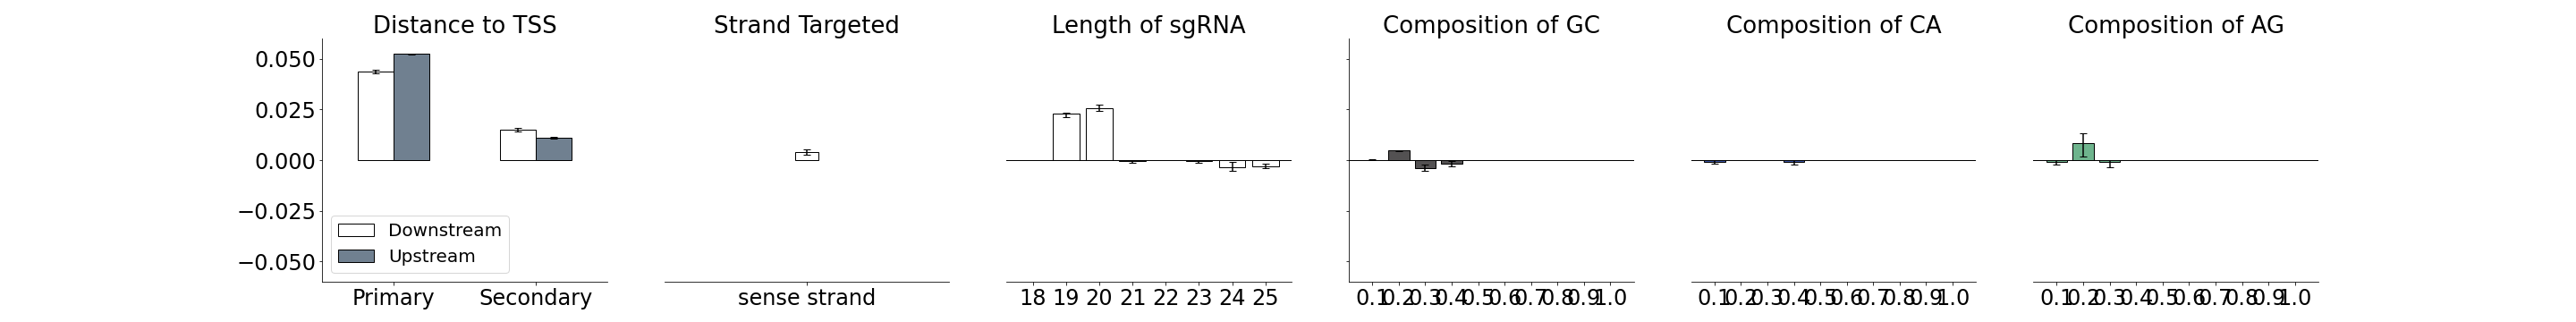 Distance to TSS
Strand Targeted
Length of sgRNA
Composition of GC
Composition of CA
Composition of AG
0.050
0.025
0.000
−0.025
−0.050
Downstream
Upstream
Primary Secondary
sense strand
18 19 20 21 22 23 24 25
0.1 0.2 0.3 0.4 0.5 0.6 0.7 0.8 0.9 1.0
0.1 0.2 0.3 0.4 0.5 0.6 0.7 0.8 0.9 1.0
0.1 0.2 0.3 0.4 0.5 0.6 0.7 0.8 0.9 1.0